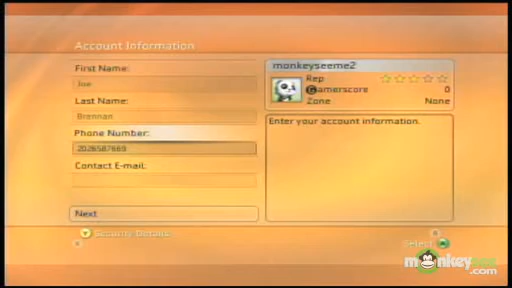 Account Information
First Name:
Joe
Last Name:
Brennan
Phone Number:
2026587669
Contact E-mail:
Next
monkeyseeme2
Rep
Gamerscore 0
Zone None
Enter your account information.
Y Security Details
Select
monkeysee
.com